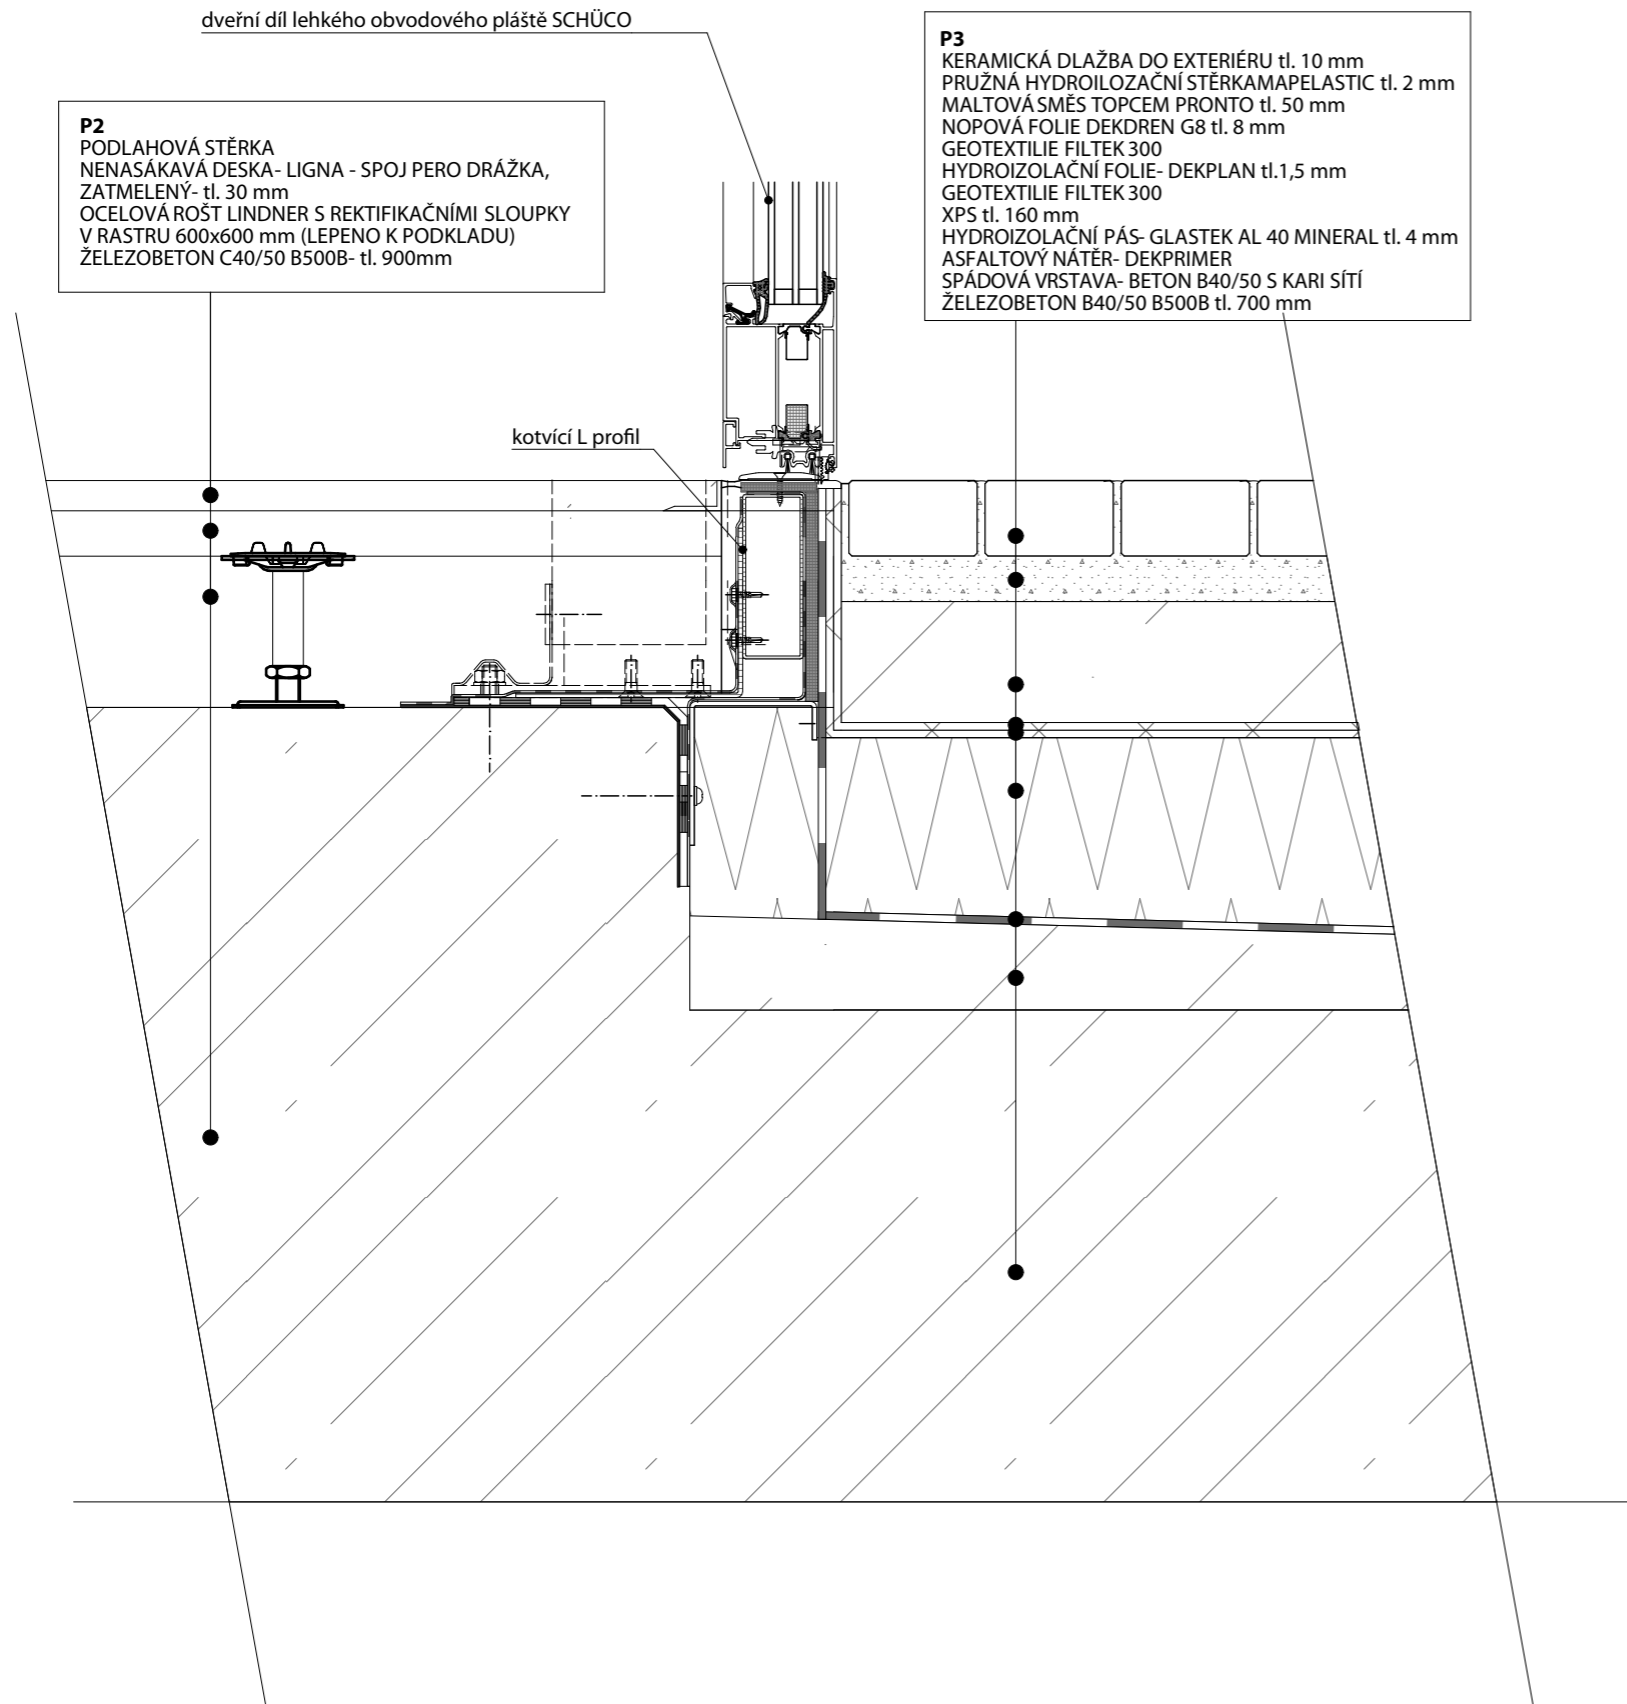 dveřní díl lehkého obvodového pláště SCHÜCO
P2
PODLAHOVÁ STĚRKA
NENASÁKAVÁ DESKA- LIGNA - SPOJ PERO DRÁŽKA,
ZATMELENÝ- tl. 30 mm
OCELOVÁ ROŠT LINDNER S REKTIFIKAČNÍMI SLOUPKY
V RASTRU 600x600 mm (LEPENO K PODKLADU)
ŽELEZOBETON C40/50 B500B- tl. 900mm
P3
KERAMICKÁ DLAŽBA DO EXTERIÉRU tl. 10 mm
PRUŽNÁ HYDROILOZAČNÍ STĚRKAMAPELASTIC tl. 2 mm
MALTOVÁ SMĚS TOPCEM PRONTO tl. 50 mm
NOPOVÁ FOLIE DEKDREN G8 tl. 8 mm
GEOTEXTILIE FILTEK 300
HYDROIZOLAČNÍ FOLIE- DEKPLAN tl.1,5 mm
GEOTEXTILIE FILTEK 300
XPS tl. 160 mm
HYDROIZOLAČNÍ PÁS- GLASTEK AL 40 MINERAL tl. 4 mm
ASFALTOVÝ NÁTĚR- DEKPRIMER
SPÁDOVÁ VRSTAVA- BETON B40/50 S KARI SÍTÍ
ŽELEZOBETON B40/50 B500B tl. 700 mm
kotvící L profil